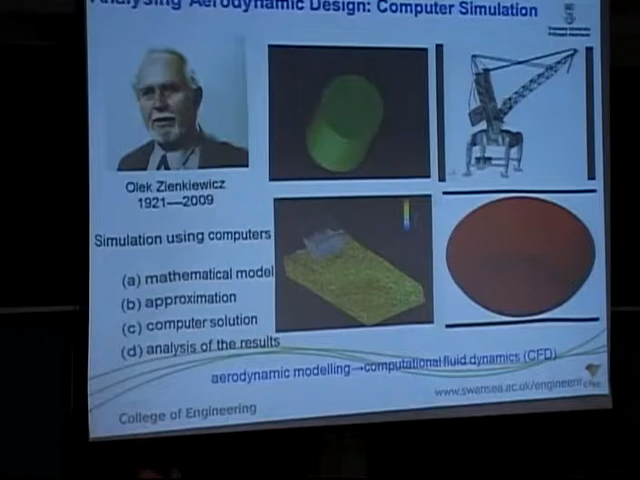 Analysing Aerodynamic Design: Computer Simulation
Olek Zienkiewicz
1921—2009
Simulation using computers
(a) mathematical model
(b) approximation
(c) computer solution
(d) analysis of the results
aerodynamic modelling→computational fluid dynamics (CFD)
www.swansea.ac.uk/engineeri
College of Engineering